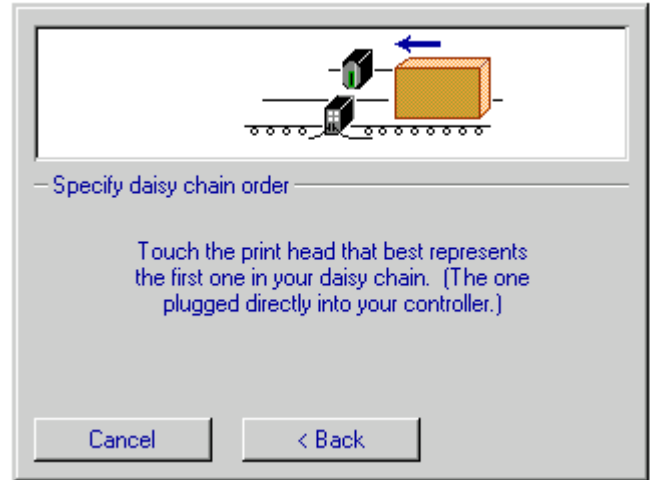 Specify daisy chain order
Touch the print head that best represents
the first one in your daisy chain.  (The one
plugged directly into your controller.)
Cancel
< Back